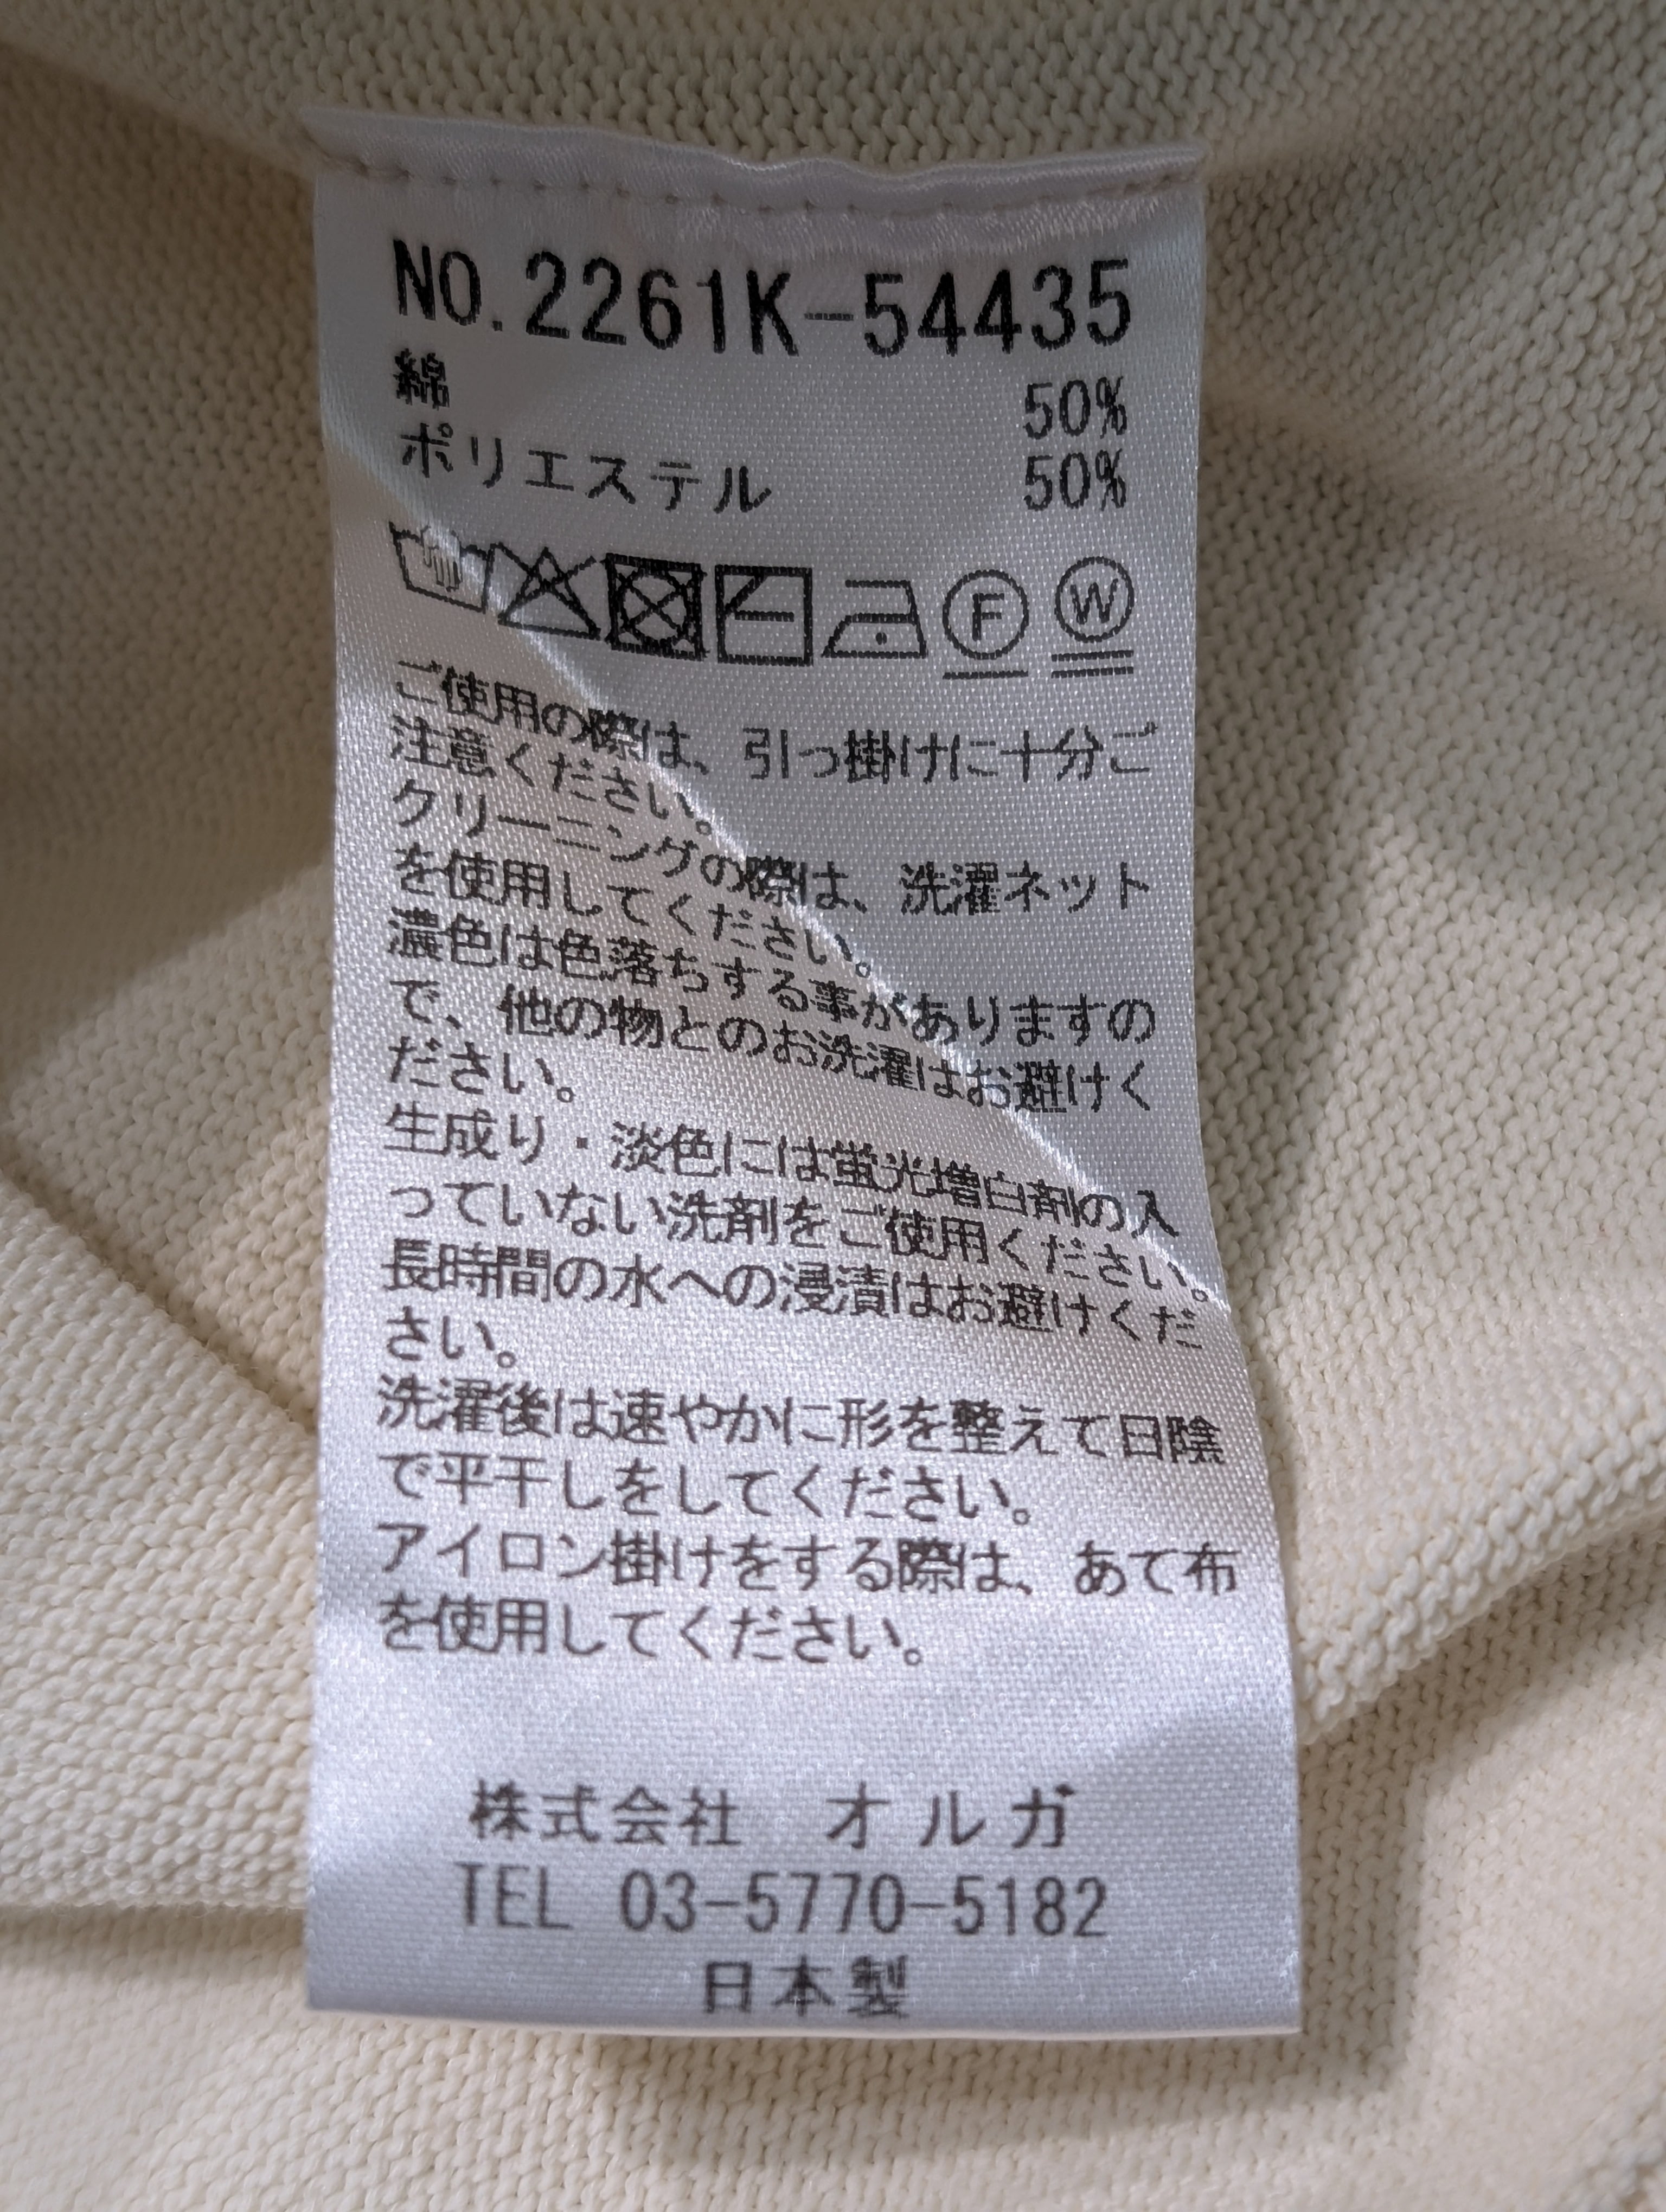 NO.2261K-54435
綿 50%
ポリエステル 50%
F W
ご使用の際は、引っ掛けに十分ご
注意ください。
クリーニングの際は、洗濯ネット
を使用してください。
濃色は色落ちする事がありますの
で、他の物とのお洗濯はお避けく
ださい。
生成り・淡色には蛍光増白剤の入
っていない洗剤をご使用ください。
長時間の水への浸漬はお避けくだ
さい。
洗濯後は速やかに形を整えて日陰
で平干しをしてください。
アイロン掛けをする際は、あて布
を使用してください。
株式会社 オルガ
TEL 03-5770-5182
日本製